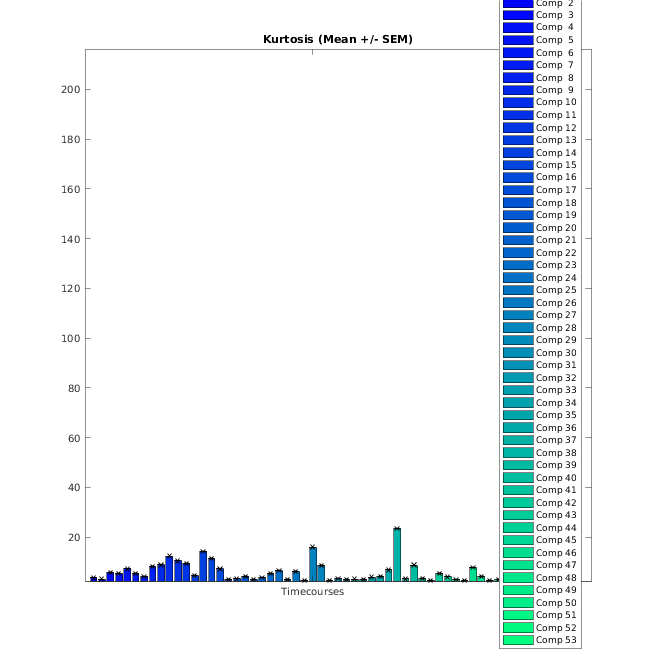 Comp 2
Kurtosis (Mean +/- SEM)
Comp 3
Comp 4
Comp 5
Comp 6
Comp 7
Comp 8
Comp 9
Comp 10
Comp 11
Comp 12
Comp 13
Comp 14
Comp 15
Comp 16
Comp 17
Comp 18
Comp 19
Comp 20
Comp 21
Comp 22
Comp 23
Comp 24
Comp 25
Comp 26
Comp 27
Comp 28
Comp 29
Comp 30
Comp 31
Comp 32
Comp 33
Comp 34
Comp 35
Comp 36
Comp 37
Comp 38
Comp 39
Comp 40
Comp 41
Comp 42
Comp 43
Comp 44
Comp 45
Comp 46
Comp 47
Comp 48
Comp 49
Comp 50
Comp 51
Comp 52
Comp 53
200
180
160
140
120
100
80
60
40
20
Timecourses